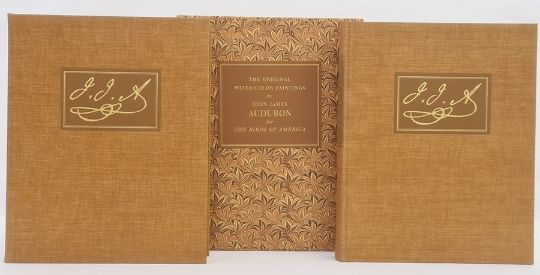 J. J. A
THE ORIGINAL
WATER-COLOR PAINTINGS
by
JOHN JAMES
AUDUBON
for
THE BIRDS OF AMERICA
J. J. A